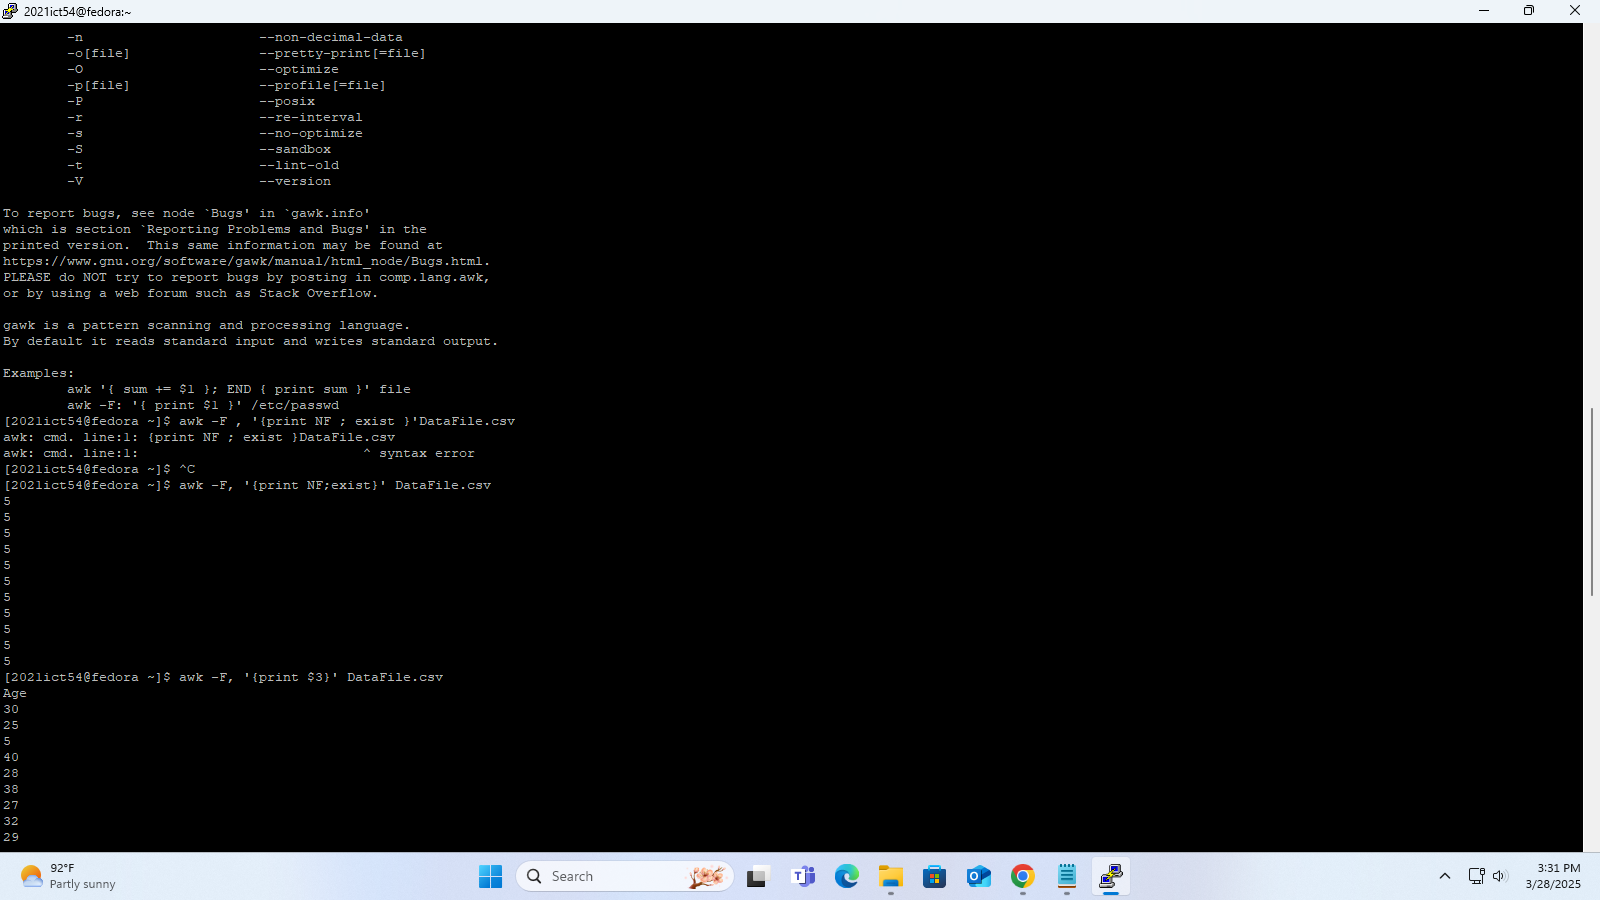 2021ict54@fedora:~
-n                      --non-decimal-data
-o[file]                --pretty-print[=file]
-O                      --optimize
-p[file]                --profile[=file]
-P                      --posix
-r                      --re-interval
-s                      --no-optimize
-S                      --sandbox
-t                      --lint-old
-V                      --version
To report bugs, see node `Bugs' in `gawk.info'
which is section `Reporting Problems and Bugs' in the
printed version.  This same information may be found at
https://www.gnu.org/software/gawk/manual/html_node/Bugs.html.
PLEASE do NOT try to report bugs by posting in comp.lang.awk,
or by using a web forum such as Stack Overflow.
gawk is a pattern scanning and processing language.
By default it reads standard input and writes standard output.
Examples:
awk '{ sum += $1 }; END { print sum }' file
awk -F: '{ print $1 }' /etc/passwd
[2021ict54@fedora ~]$ awk -F , '{print NF ; exist }'DataFile.csv
awk: cmd. line:1: {print NF ; exist }DataFile.csv
awk: cmd. line:1:                            ^ syntax error
[2021ict54@fedora ~]$ ^C
[2021ict54@fedora ~]$ awk -F, '{print NF;exist}' DataFile.csv
5
5
5
5
5
5
5
5
5
5
5
[2021ict54@fedora ~]$ awk -F, '{print $3}' DataFile.csv
Age
30
25
5
40
28
38
27
32
29
92°F
Partly sunny
Search
3:31 PM
3/28/2025